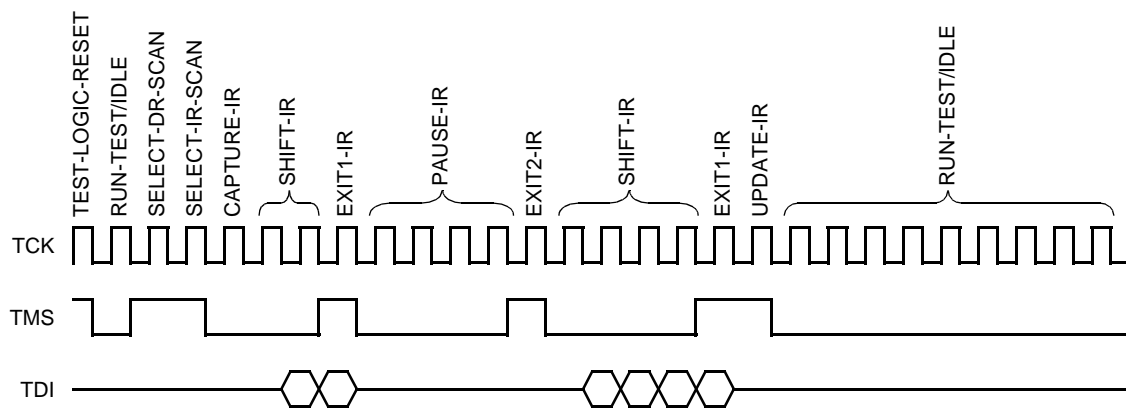 TEST-LOGIC-RESET
RUN-TEST/IDLE
SELECT-DR-SCAN
SELECT-IR-SCAN
CAPTURE-IR
SHIFT-IR
EXIT1-IR
PAUSE-IR
EXIT2-IR
SHIFT-IR
EXIT1-IR
UPDATE-IR
RUN-TEST/IDLE
TCK
TMS
TDI